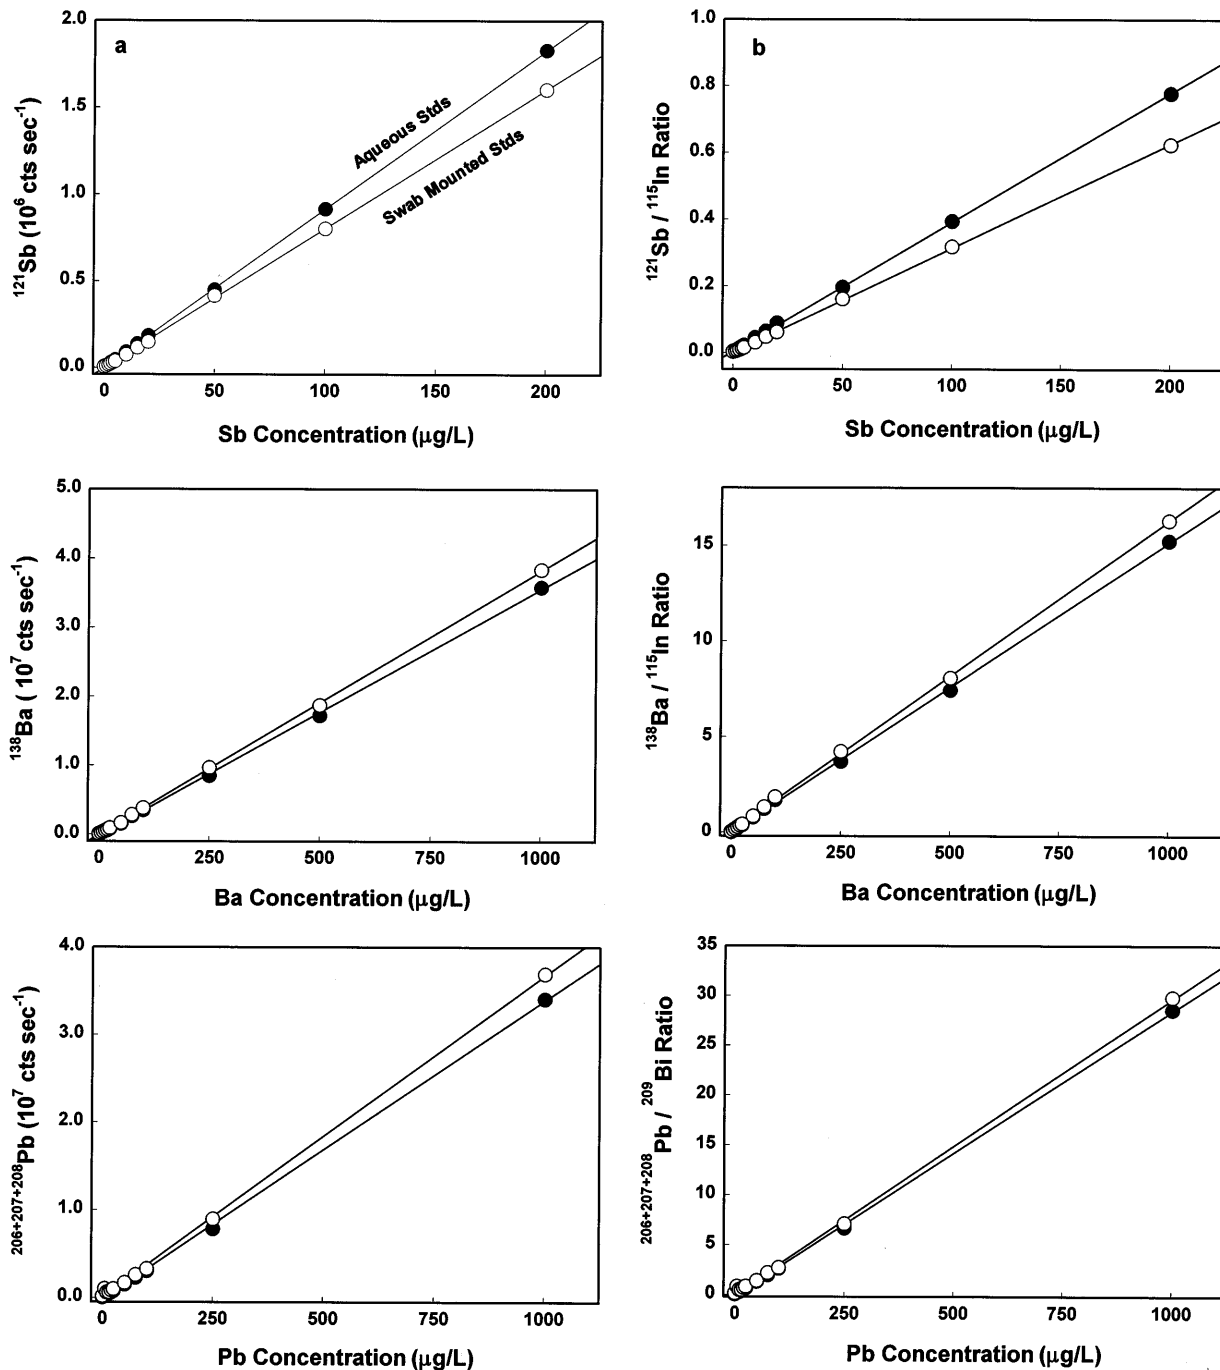 a
2.0
1.5
1.0
0.5
0.0
¹²¹Sb (10⁶ cts sec⁻¹)
Aqueous Stds
Swab Mounted Stds
0 50 100 150 200
Sb Concentration (μg/L)
b
1.0
0.8
0.6
0.4
0.2
0.0
¹²¹Sb / ¹¹⁵In Ratio
0 50 100 150 200
Sb Concentration (μg/L)
5.0
4.0
3.0
2.0
1.0
0.0
¹³⁸Ba ( 10⁷ cts sec⁻¹)
0 250 500 750 1000
Ba Concentration (μg/L)
15
10
5
0
¹³⁸Ba / ¹¹⁵In Ratio
0 250 500 750 1000
Ba Concentration (μg/L)
4.0
3.0
2.0
1.0
0.0
²⁰⁶⁺²⁰⁷⁺²⁰⁸Pb (10⁷ cts sec⁻¹)
0 250 500 750 1000
Pb Concentration (μg/L)
35
30
25
20
15
10
5
0
²⁰⁶⁺²⁰⁷⁺²⁰⁸Pb / ²⁰⁹Bi Ratio
0 250 500 750 1000
Pb Concentration (μg/L)